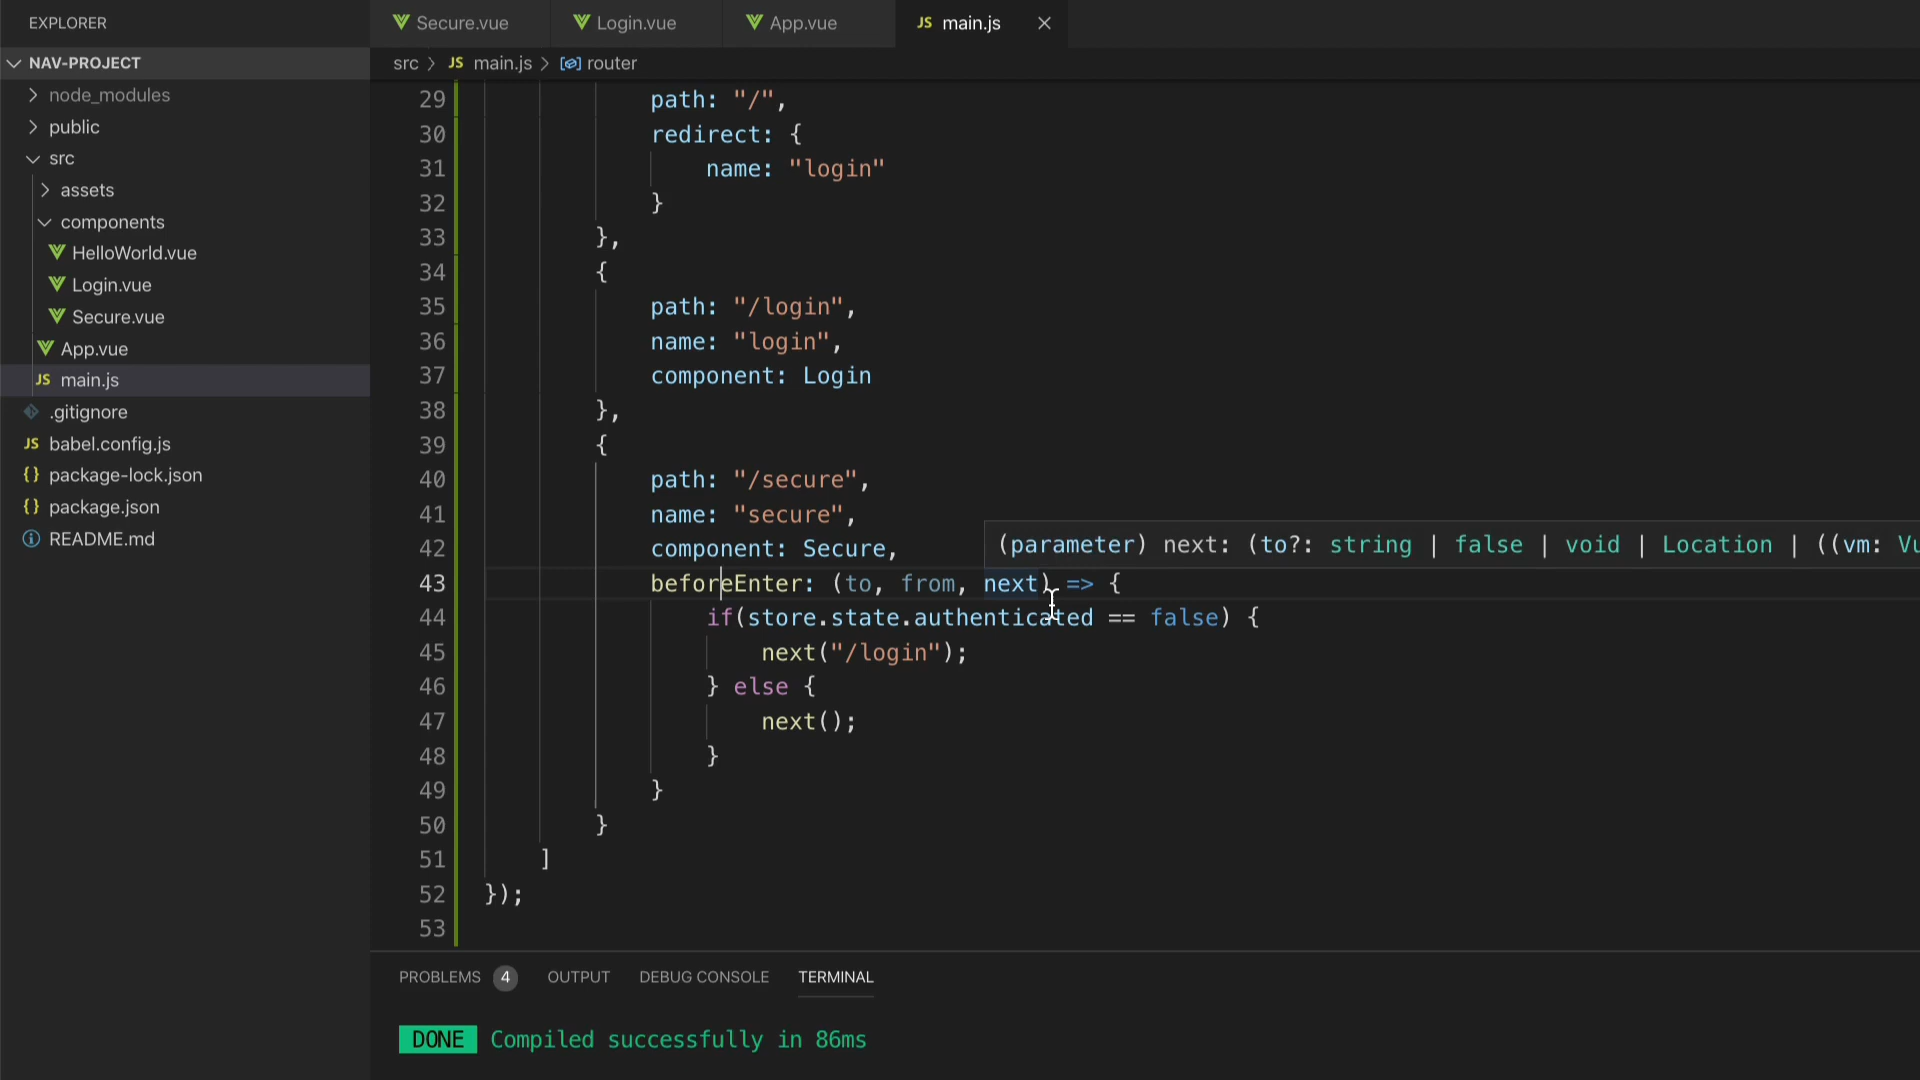 EXPLORER
NAV-PROJECT
node_modules
public
src
assets
components
HelloWorld.vue
Login.vue
Secure.vue
App.vue
JS main.js
.gitignore
JS babel.config.js
{} package-lock.json
{} package.json
README.md
Secure.vue
Login.vue
App.vue
JS main.js
src > JS main.js > router
29 path: "/",
30 redirect: {
31 name: "login"
32 }
33 },
34 {
35 path: "/login",
36 name: "login",
37 component: Login
38 },
39 {
40 path: "/secure",
41 name: "secure",
42 component: Secure,
(parameter) next: (to?: string | false | void | Location | ((vm: Vu
43 beforeEnter: (to, from, next) => {
44 if(store.state.authenticated == false) {
45 next("/login");
46 } else {
47 next();
48 }
49 }
50 }
51 ]
52 });
53
PROBLEMS 4 OUTPUT DEBUG CONSOLE TERMINAL
DONE Compiled successfully in 86ms